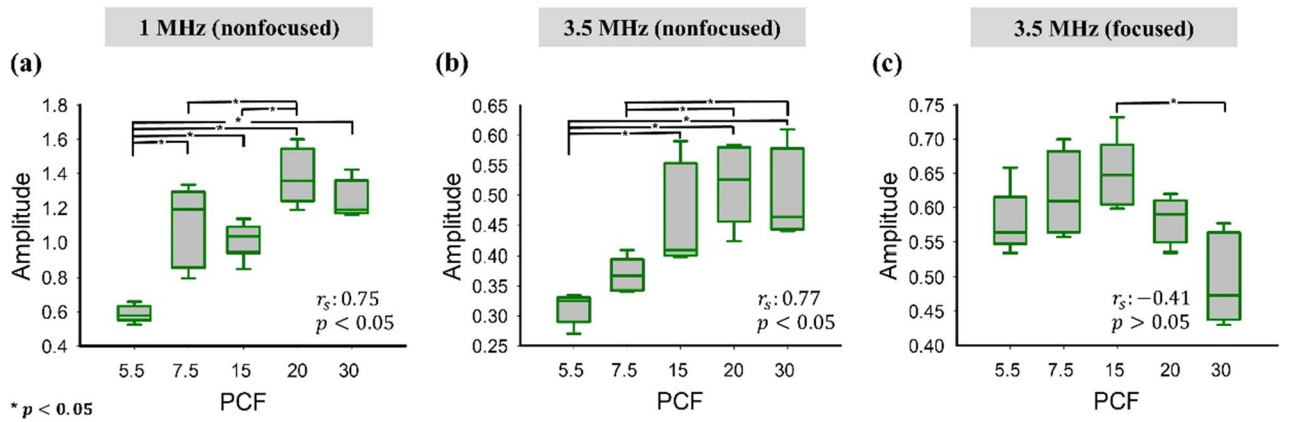 1 MHz (nonfocused)
3.5 MHz (nonfocused)
3.5 MHz (focused)
(a)
1.8
1.6
1.4
1.2
1.0
0.8
0.6
0.4
Amplitude
* * * * * *
r_s: 0.75
p < 0.05
5.5 7.5 15 20 30
PCF
(b)
0.65
0.60
0.55
0.50
0.45
0.40
0.35
0.30
0.25
Amplitude
* * * * *
r_s: 0.77
p < 0.05
5.5 7.5 15 20 30
PCF
(c)
0.75
0.70
0.65
0.60
0.55
0.50
0.45
0.40
Amplitude
*
r_s: −0.41
p > 0.05
5.5 7.5 15 20 30
PCF
* p < 0.05